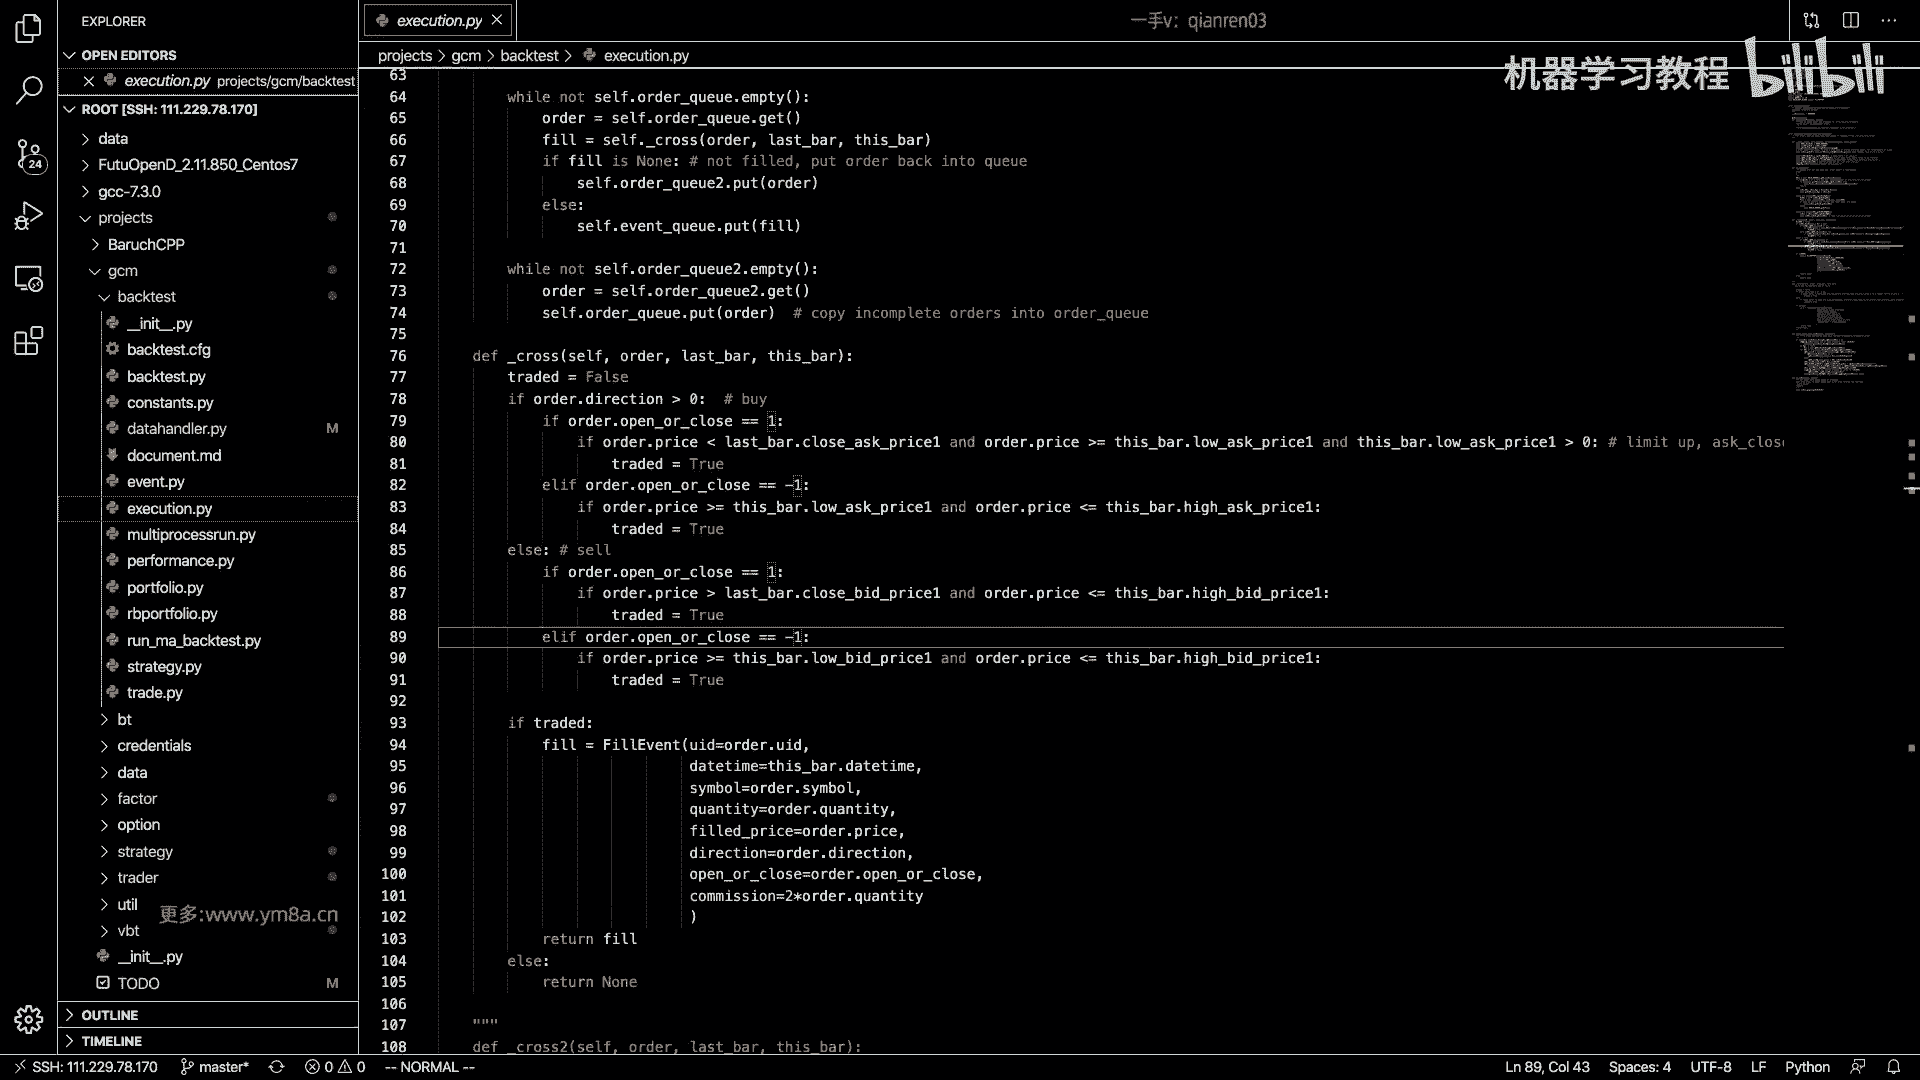 EXPLORER
OPEN EDITORS
execution.py projects/gcm/backtest
ROOT [SSH: 111.229.78.170]
data
FutuOpenD_2.11.850_Centos7
gcc-7.3.0
projects
BaruchCPP
gcm
backtest
__init__.py
backtest.cfg
backtest.py
constants.py
datahandler.py M
document.md
event.py
execution.py
multiprocessrun.py
performance.py
portfolio.py
rbportfolio.py
run_ma_backtest.py
strategy.py
trade.py
bt
credentials
data
factor
option
strategy
trader
util
更多:www.ym8a.cn
vbt
__init__.py
TODO M
OUTLINE
TIMELINE
24
execution.py
一手v: qianren03
projects > gcm > backtest > execution.py
机器学习教程 bilibili
63
64 while not self.order_queue.empty():
65 order = self.order_queue.get()
66 fill = self._cross(order, last_bar, this_bar)
67 if fill is None: # not filled, put order back into queue
68 self.order_queue2.put(order)
69 else:
70 self.event_queue.put(fill)
71
72 while not self.order_queue2.empty():
73 order = self.order_queue2.get()
74 self.order_queue.put(order)  # copy incomplete orders into order_queue
75
76 def _cross(self, order, last_bar, this_bar):
77 traded = False
78 if order.direction > 0:  # buy
79 if order.open_or_close == 1:
80 if order.price < last_bar.close_ask_price1 and order.price >= this_bar.low_ask_price1 and this_bar.low_ask_price1 > 0: # limit up, ask_close
81 traded = True
82 elif order.open_or_close == -1:
83 if order.price >= this_bar.low_ask_price1 and order.price <= this_bar.high_ask_price1:
84 traded = True
85 else: # sell
86 if order.open_or_close == 1:
87 if order.price > last_bar.close_bid_price1 and order.price <= this_bar.high_bid_price1:
88 traded = True
89 elif order.open_or_close == -1:
90 if order.price >= this_bar.low_bid_price1 and order.price <= this_bar.high_bid_price1:
91 traded = True
92
93 if traded:
94 fill = FillEvent(uid=order.uid,
95 datetime=this_bar.datetime,
96 symbol=order.symbol,
97 quantity=order.quantity,
98 filled_price=order.price,
99 direction=order.direction,
100 open_or_close=order.open_or_close,
101 commission=2*order.quantity
102 )
103 return fill
104 else:
105 return None
106
107 """
108 def _cross2(self, order, last_bar, this_bar):
SSH: 111.229.78.170 master* 0 0 -- NORMAL -- Ln 89, Col 43 Spaces: 4 UTF-8 LF Python